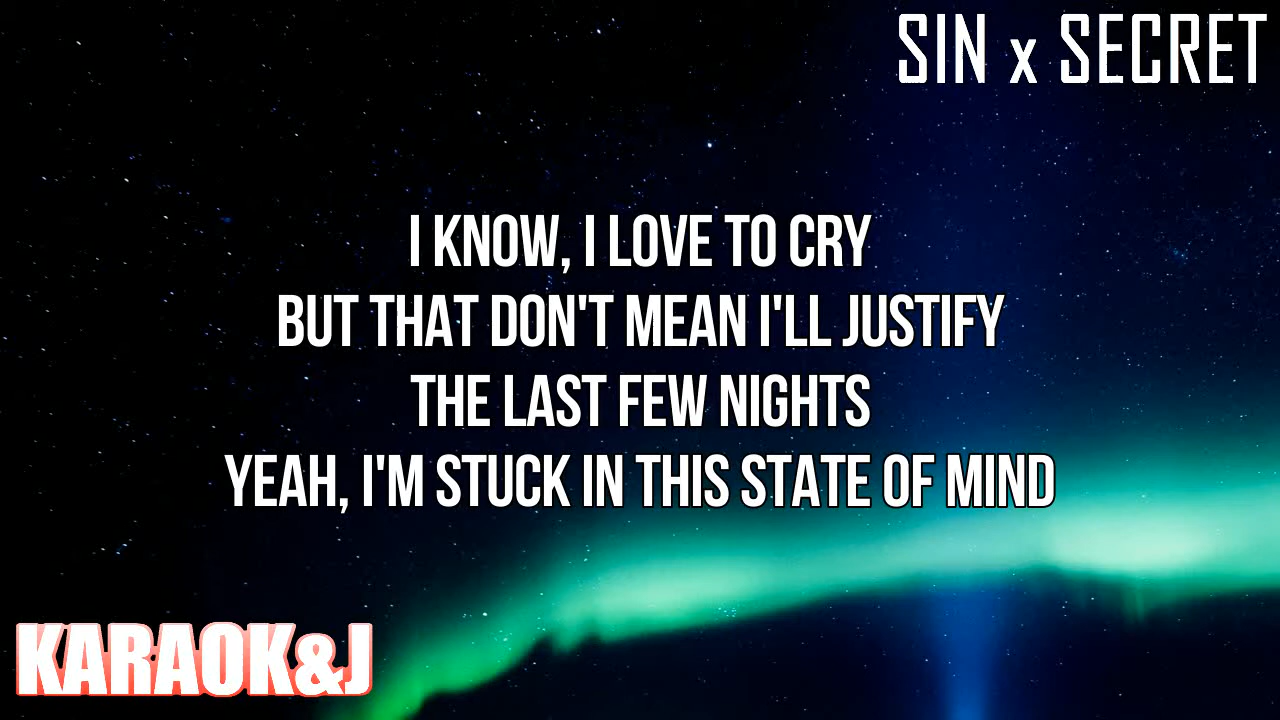 SIN x SECRET
I KNOW, I LOVE TO CRY
BUT THAT DON'T MEAN I'LL JUSTIFY
THE LAST FEW NIGHTS
YEAH, I'M STUCK IN THIS STATE OF MIND
KARAOK&J